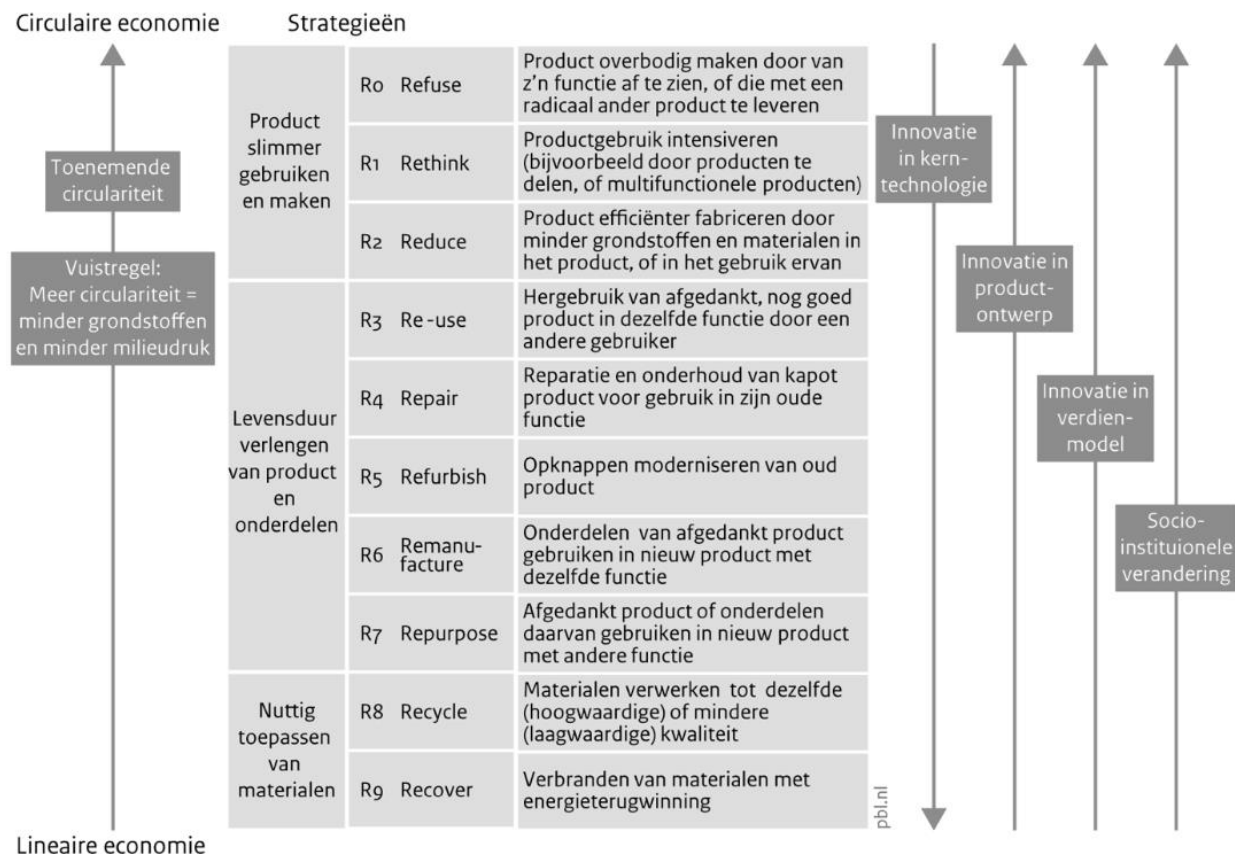 Circulaire economie
Strategieën
Toenemende
circulariteit
Vuistregel:
Meer circulariteit =
minder grondstoffen
en minder milieudruk
Lineaire economie
Product
slimmer
gebruiken
en maken
R0 Refuse
Product overbodig maken door van
z'n functie af te zien, of die met een
radicaal ander product te leveren
R1 Rethink
Productgebruik intensiveren
(bijvoorbeeld door producten te
delen, of multifunctionele producten)
R2 Reduce
Product efficiënter fabriceren door
minder grondstoffen en materialen in
het product, of in het gebruik ervan
Levensduur
verlengen
van product
en
onderdelen
R3 Re-use
Hergebruik van afgedankt, nog goed
product in dezelfde functie door een
andere gebruiker
R4 Repair
Reparatie en onderhoud van kapot
product voor gebruik in zijn oude
functie
R5 Refurbish
Opknappen moderniseren van oud
product
R6 Remanu-
facture
Onderdelen van afgedankt product
gebruiken in nieuw product met
dezelfde functie
R7 Repurpose
Afgedankt product of onderdelen
daarvan gebruiken in nieuw product
met andere functie
Nuttig
toepassen
van
materialen
R8 Recycle
Materialen verwerken tot dezelfde
(hoogwaardige) of mindere
(laagwaardige) kwaliteit
R9 Recover
Verbranden van materialen met
energieterugwinning
pbl.nl
Innovatie
in kern-
technologie
Innovatie in
product-
ontwerp
Innovatie in
verdien-
model
Socio-
instituionele
verandering